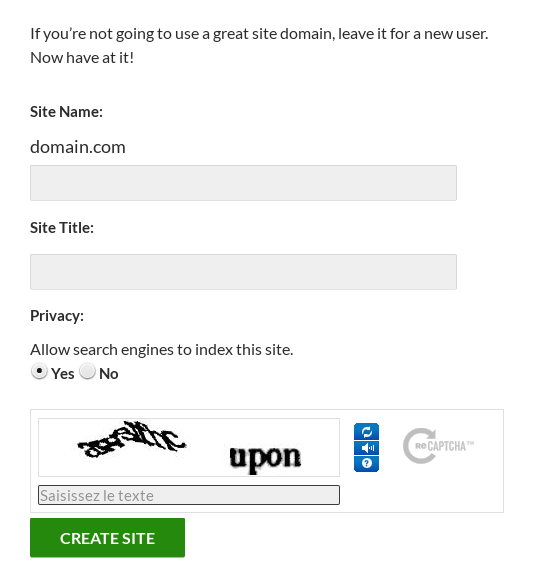 If you’re not going to use a great site domain, leave it for a new user.
Now have at it!
Site Name:
domain.com
Site Title:
Privacy:
Allow search engines to index this site.
Yes No
upon
reCAPTCHA™
Saisissez le texte
CREATE SITE